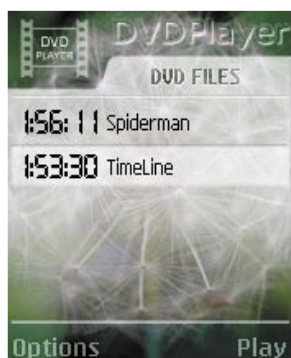 DVD
PLAYER
DVDPlayer
DVD FILES
1:56:11 Spiderman
1:53:30 TimeLine
Options Play